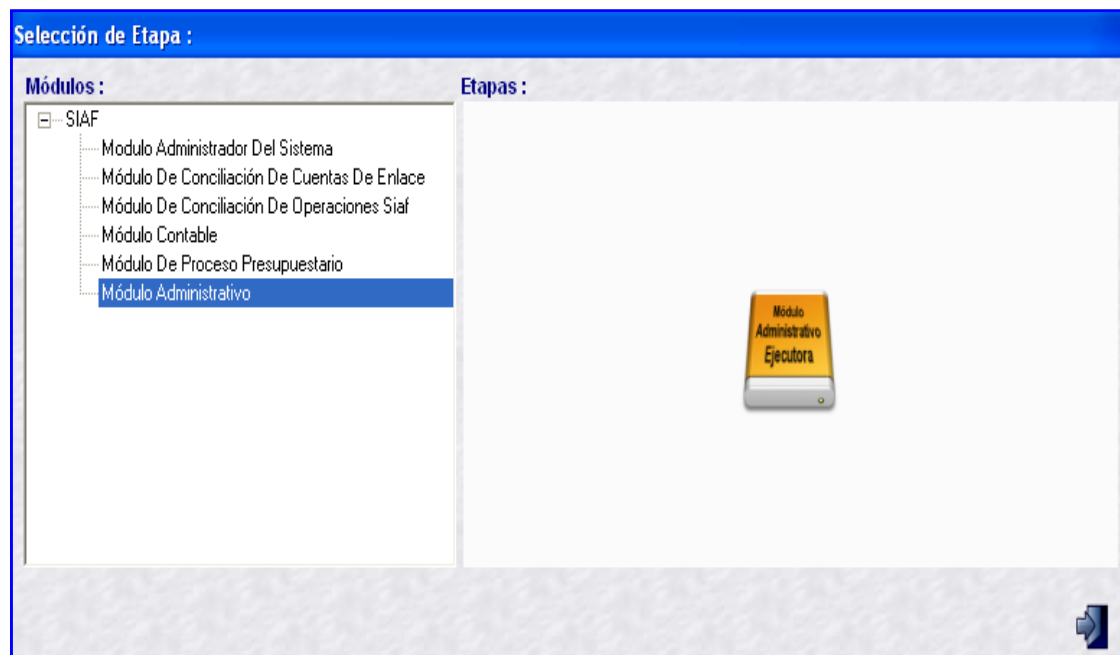 Selección de Etapa :
Módulos :
Etapas :
SIAF
Modulo Administrador Del Sistema
Módulo De Conciliación De Cuentas De Enlace
Módulo De Conciliación De Operaciones Siaf
Módulo Contable
Módulo De Proceso Presupuestario
Módulo Administrativo
Módulo
Administrativo
Ejecutora